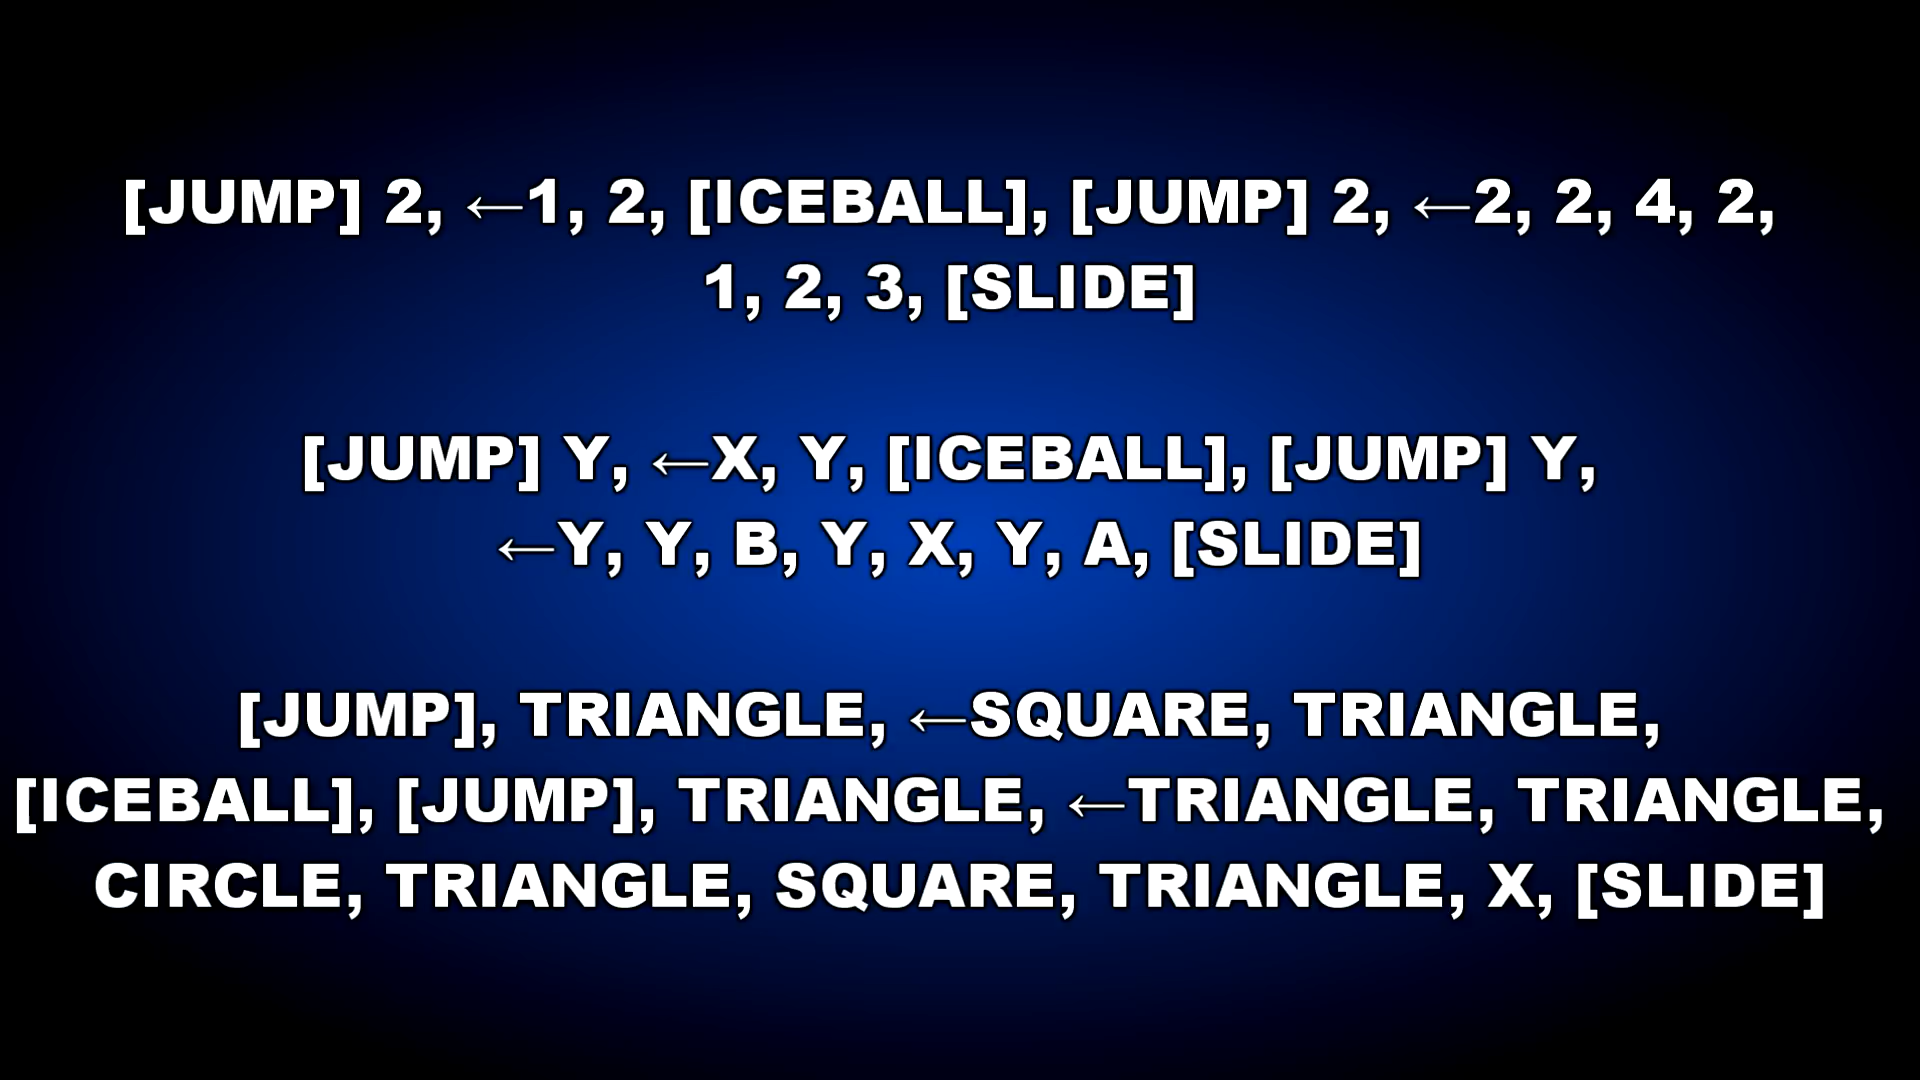 [JUMP] 2, ←1, 2, [ICEBALL], [JUMP] 2, ←2, 2, 4, 2,
1, 2, 3, [SLIDE]
[JUMP] Y, ←X, Y, [ICEBALL], [JUMP] Y,
←Y, Y, B, Y, X, Y, A, [SLIDE]
[JUMP], TRIANGLE, ←SQUARE, TRIANGLE,
[ICEBALL], [JUMP], TRIANGLE, ←TRIANGLE, TRIANGLE,
CIRCLE, TRIANGLE, SQUARE, TRIANGLE, X, [SLIDE]